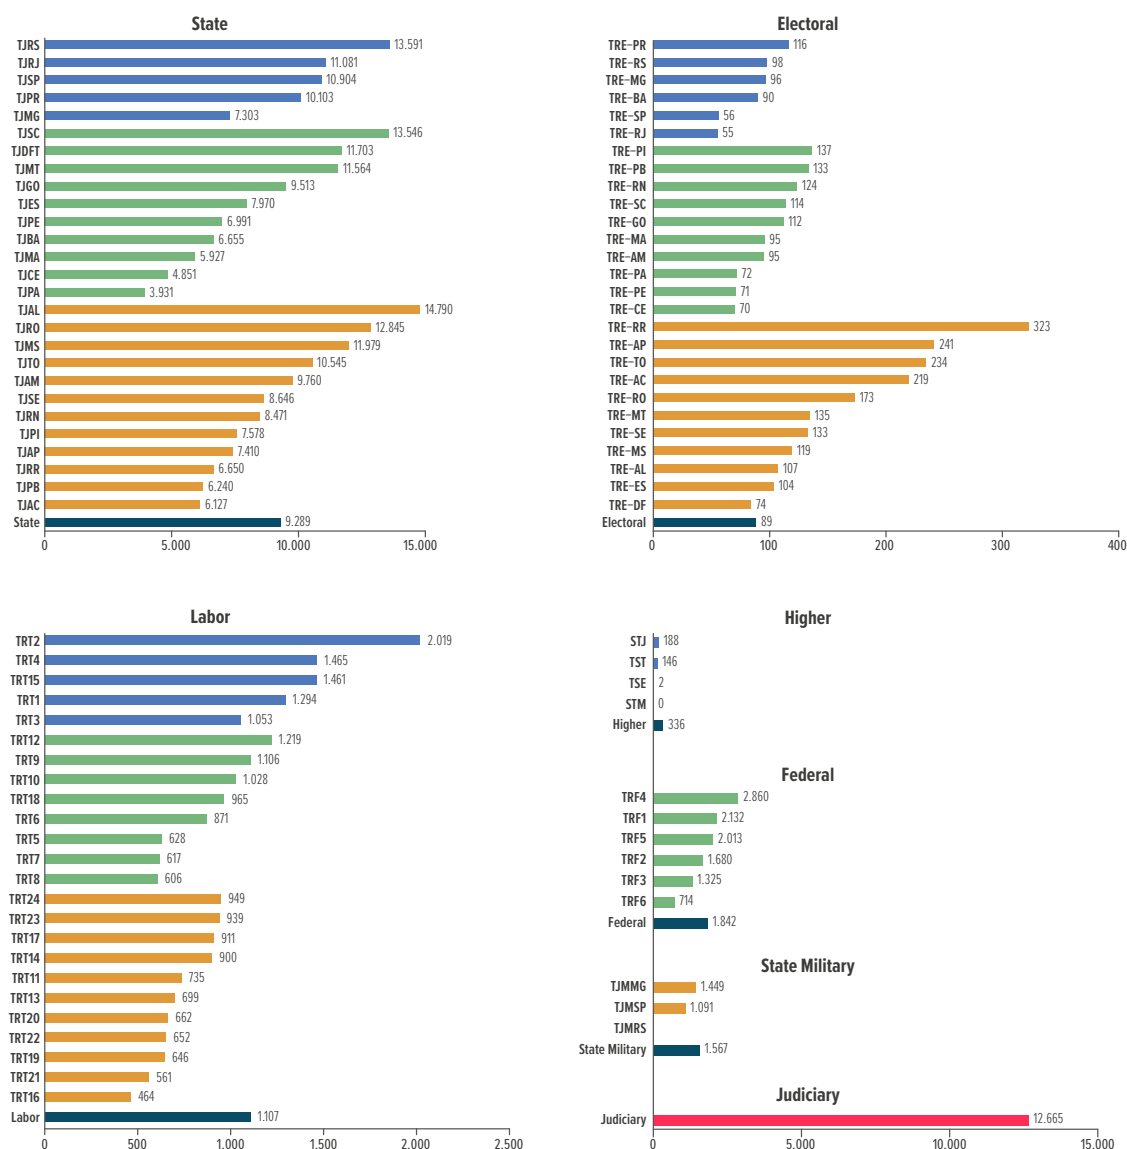 State
TJRS 13.591
TJRJ 11.081
TJSP 10.904
TJPR 10.103
TJMG 7.303
TJSC 13.546
TJDFT 11.703
TJMT 11.564
TJGO 9.513
TJES 7.970
TJPE 6.991
TJBA 6.655
TJMA 5.927
TJCE 4.851
TJPA 3.931
TJAL 14.790
TJRO 12.845
TJMS 11.979
TJTO 10.545
TJAM 9.760
TJSE 8.646
TJRN 8.471
TJPI 7.578
TJAP 7.410
TJRR 6.650
TJPB 6.240
TJAC 6.127
State 9.289
0 5.000 10.000 15.000
Electoral
TRE-PR 116
TRE-RS 98
TRE-MG 96
TRE-BA 90
TRE-SP 56
TRE-RJ 55
TRE-PI 137
TRE-PB 133
TRE-RN 124
TRE-SC 114
TRE-GO 112
TRE-MA 95
TRE-AM 95
TRE-PA 72
TRE-PE 71
TRE-CE 70
TRE-RR 323
TRE-AP 241
TRE-TO 234
TRE-AC 219
TRE-RO 173
TRE-MT 135
TRE-SE 133
TRE-MS 119
TRE-AL 107
TRE-ES 104
TRE-DF 74
Electoral 89
0 100 200 300 400
Labor
TRT2 2.019
TRT4 1.465
TRT15 1.461
TRT1 1.294
TRT3 1.053
TRT12 1.219
TRT9 1.106
TRT10 1.028
TRT18 965
TRT6 871
TRT5 628
TRT7 617
TRT8 606
TRT24 949
TRT23 939
TRT17 911
TRT14 900
TRT11 735
TRT13 699
TRT20 662
TRT22 652
TRT19 646
TRT21 561
TRT16 464
Labor 1.107
0 500 1.000 1.500 2.000 2.500
Higher
STJ 188
TST 146
TSE 2
STM 0
Higher 336
Federal
TRF4 2.860
TRF1 2.132
TRF5 2.013
TRF2 1.680
TRF3 1.325
TRF6 714
Federal 1.842
State Military
TJMMG 1.449
TJMSP 1.091
TJMRS
State Military 1.567
Judiciary
Judiciary 12.665
0 5.000 10.000 15.000